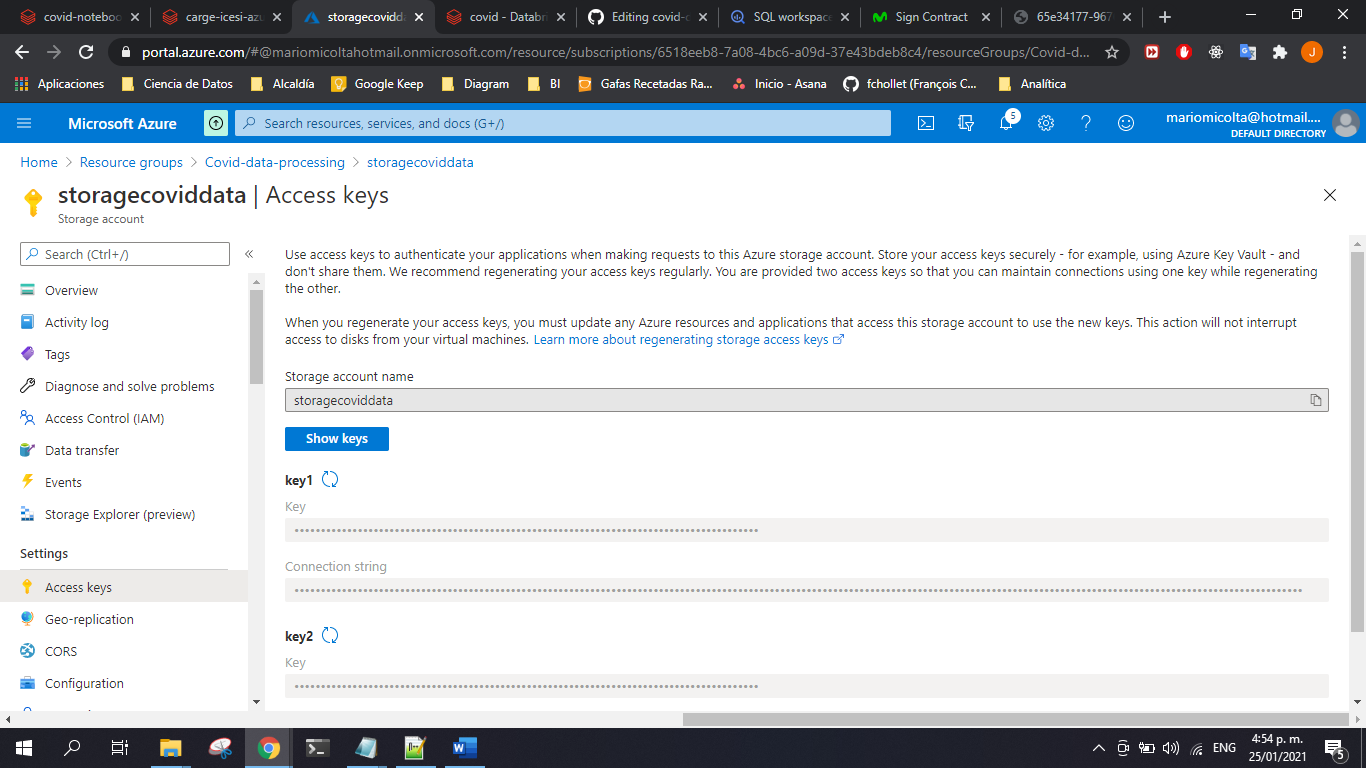 covid-noteboo
carge-icesi-azu
storagecovidda
covid - Databri
Editing covid-c
SQL workspace
Sign Contract
65e34177-967
portal.azure.com/#@mariomicoltahotmail.onmicrosoft.com/resource/subscriptions/6518eeb8-7a08-4bc6-a09d-37e43bdeb8c4/resourceGroups/Covid-d...
J
Aplicaciones
Ciencia de Datos
Alcaldía
Google Keep
Diagram
BI
Gafas Recetadas Ra...
Inicio - Asana
fchollet (François C...
Analítica
Microsoft Azure
Search resources, services, and docs (G+/)
5
mariomicolta@hotmail....
DEFAULT DIRECTORY
Home > Resource groups > Covid-data-processing > storagecoviddata
storagecoviddata | Access keys
Storage account
Search (Ctrl+/)
«
Overview
Activity log
Tags
Diagnose and solve problems
Access Control (IAM)
Data transfer
Events
Storage Explorer (preview)
Settings
Access keys
Geo-replication
CORS
Configuration
Use access keys to authenticate your applications when making requests to this Azure storage account. Store your access keys securely - for example, using Azure Key Vault - and
don't share them. We recommend regenerating your access keys regularly. You are provided two access keys so that you can maintain connections using one key while regenerating
the other.
When you regenerate your access keys, you must update any Azure resources and applications that access this storage account to use the new keys. This action will not interrupt
access to disks from your virtual machines. Learn more about regenerating storage access keys
Storage account name
storagecoviddata
Show keys
key1
Key
Connection string
key2
Key
ENG
4:54 p. m.
25/01/2021
5